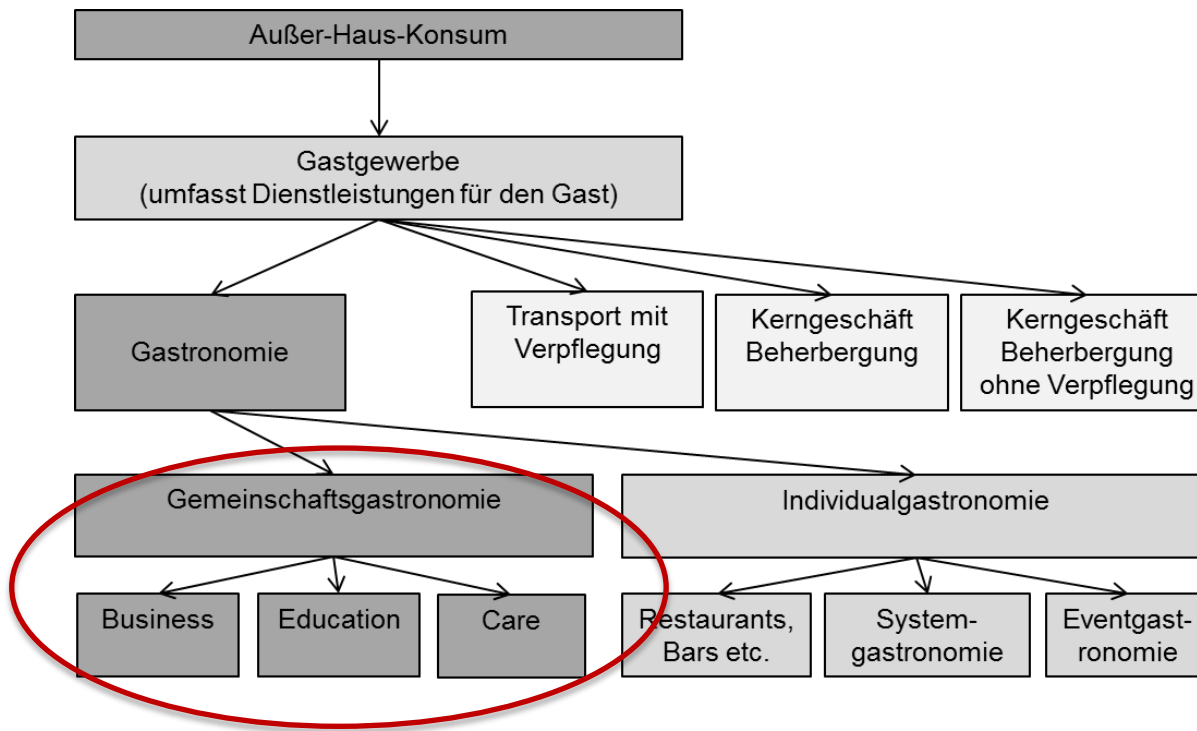 Außer-Haus-Konsum
Gastgewerbe
(umfasst Dienstleistungen für den Gast)
Gastronomie
Transport mit
Verpflegung
Kerngeschäft
Beherbergung
Kerngeschäft
Beherbergung
ohne Verpflegung
Gemeinschaftsgastronomie
Individualgastronomie
Business
Education
Care
Restaurants,
Bars etc.
System-
gastronomie
Eventgast-
ronomie